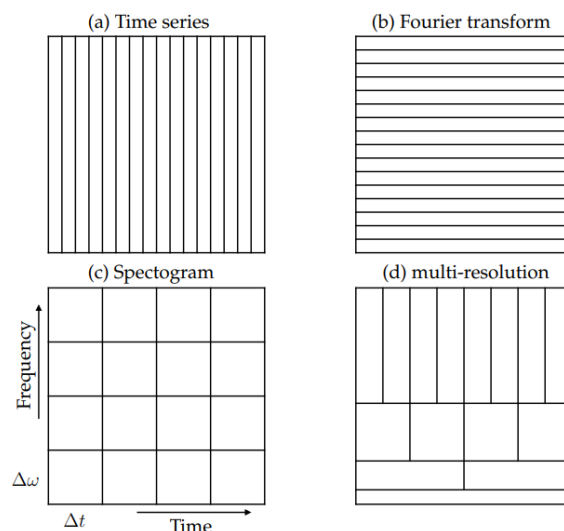 (a) Time series
(b) Fourier transform
(c) Spectogram
(d) multi-resolution
Frequency
Δω
Δt
Time